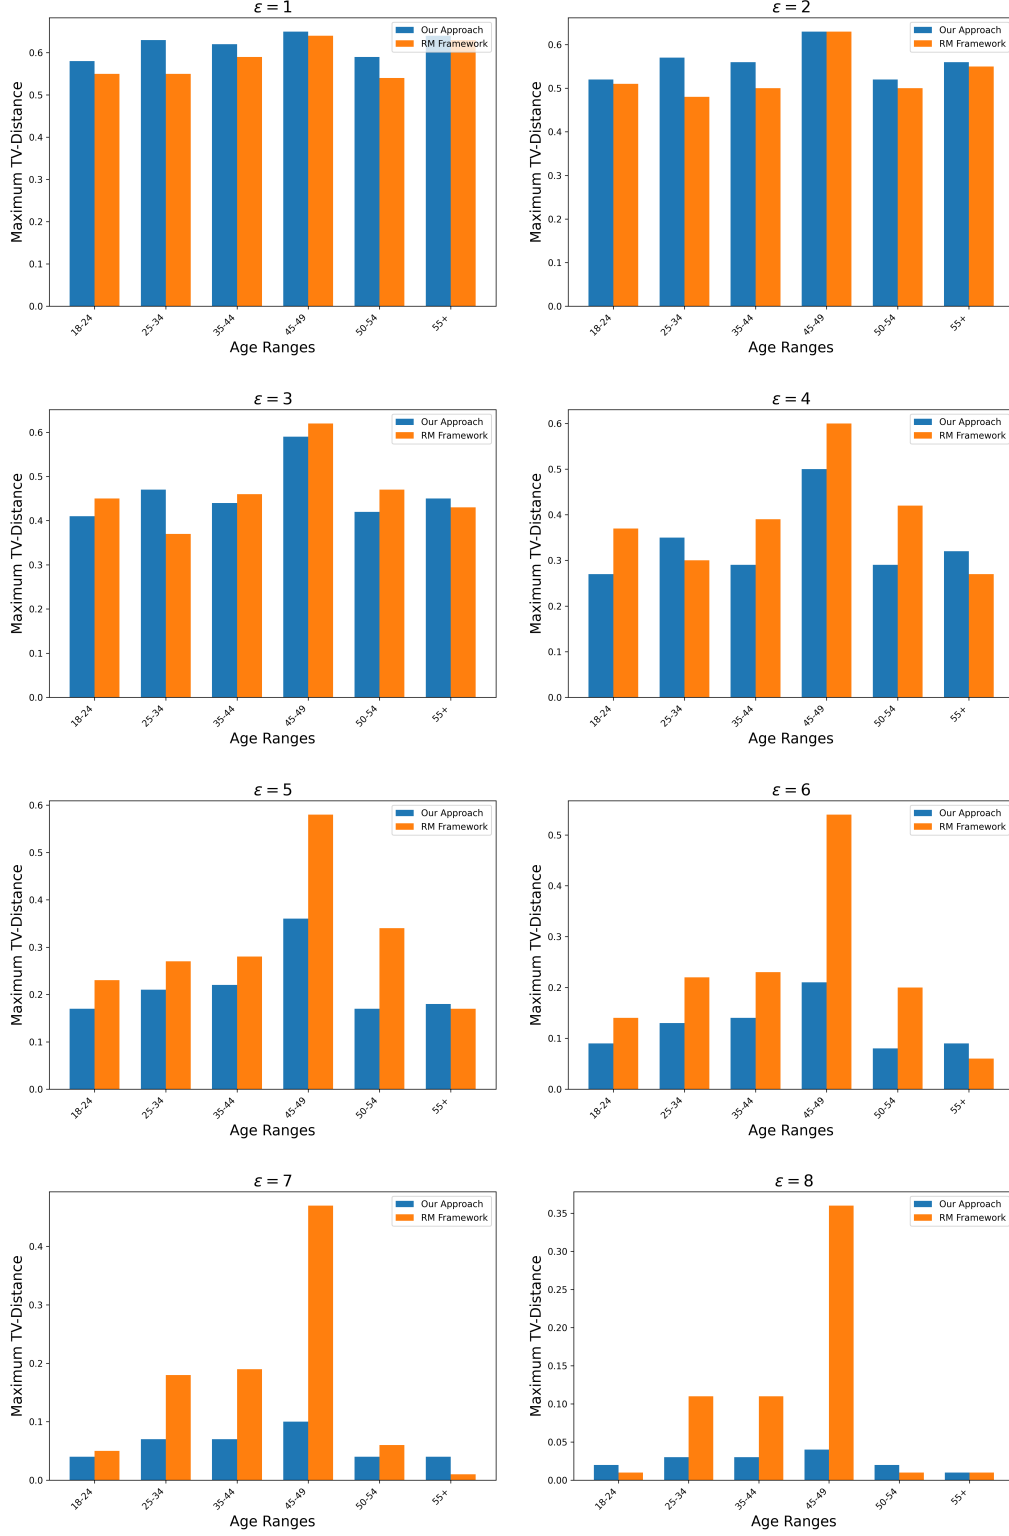 ε = 1
Maximum TV-Distance
0.6
0.5
0.4
0.3
0.2
0.1
0.0
Our Approach
RM Framework
18-24
25-34
35-44
45-49
50-54
55+
Age Ranges
ε = 2
Maximum TV-Distance
0.6
0.5
0.4
0.3
0.2
0.1
0.0
Our Approach
RM Framework
18-24
25-34
35-44
45-49
50-54
55+
Age Ranges
ε = 3
Maximum TV-Distance
0.6
0.5
0.4
0.3
0.2
0.1
0.0
Our Approach
RM Framework
18-24
25-34
35-44
45-49
50-54
55+
Age Ranges
ε = 4
Maximum TV-Distance
0.6
0.5
0.4
0.3
0.2
0.1
0.0
Our Approach
RM Framework
18-24
25-34
35-44
45-49
50-54
55+
Age Ranges
ε = 5
Maximum TV-Distance
0.6
0.5
0.4
0.3
0.2
0.1
0.0
Our Approach
RM Framework
18-24
25-34
35-44
45-49
50-54
55+
Age Ranges
ε = 6
Maximum TV-Distance
0.5
0.4
0.3
0.2
0.1
0.0
Our Approach
RM Framework
18-24
25-34
35-44
45-49
50-54
55+
Age Ranges
ε = 7
Maximum TV-Distance
0.4
0.3
0.2
0.1
0.0
Our Approach
RM Framework
18-24
25-34
35-44
45-49
50-54
55+
Age Ranges
ε = 8
Maximum TV-Distance
0.35
0.30
0.25
0.20
0.15
0.10
0.05
0.00
Our Approach
RM Framework
18-24
25-34
35-44
45-49
50-54
55+
Age Ranges